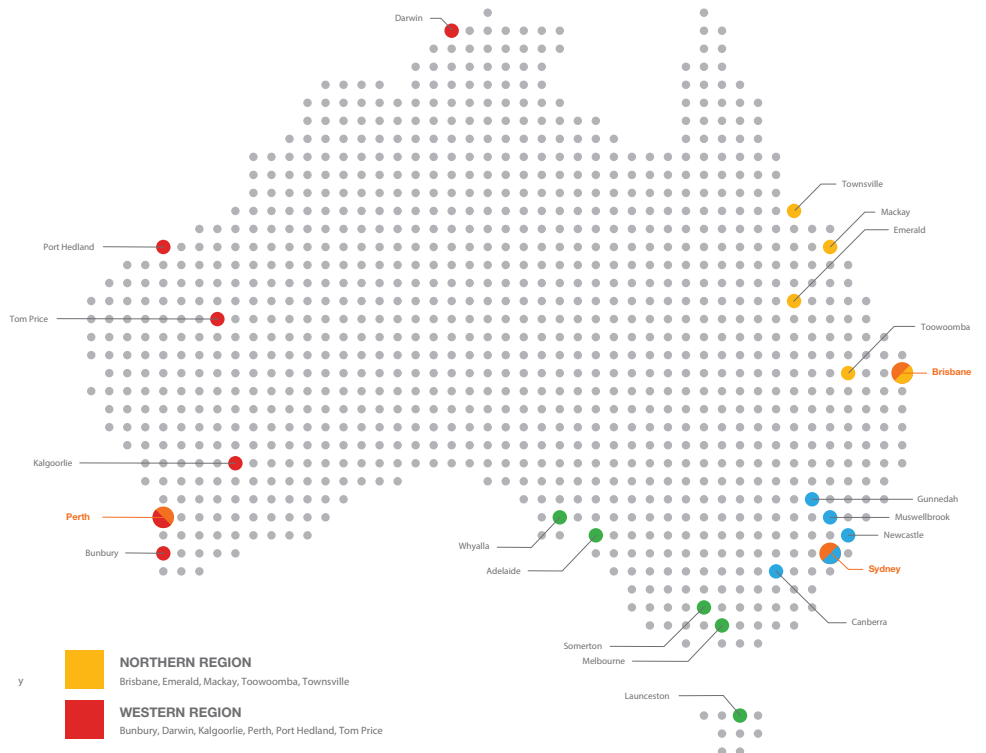 Darwin
Townsville
Mackay
Emerald
Port Hedland
Tom Price
Toowoomba
Brisbane
Kalgoorlie
Gunnedah
Perth
Muswellbrook
Newcastle
Whyalla
Bunbury
Adelaide
Sydney
Canberra
Somerton
Melbourne
NORTHERN REGION
y
Brisbane, Emerald, Mackay, Toowoomba, Townsville
Launceston
WESTERN REGION
Bunbury, Darwin, Kalgoorlie, Perth, Port Hedland, Tom Price